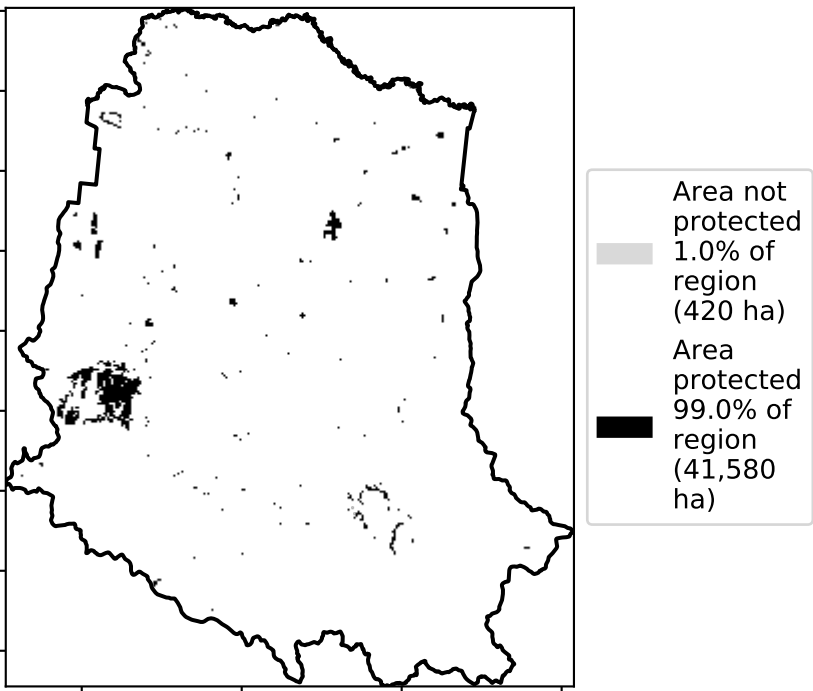 Area not
protected
1.0% of
region
(420 ha)
Area
protected
99.0% of
region
(41,580
ha)